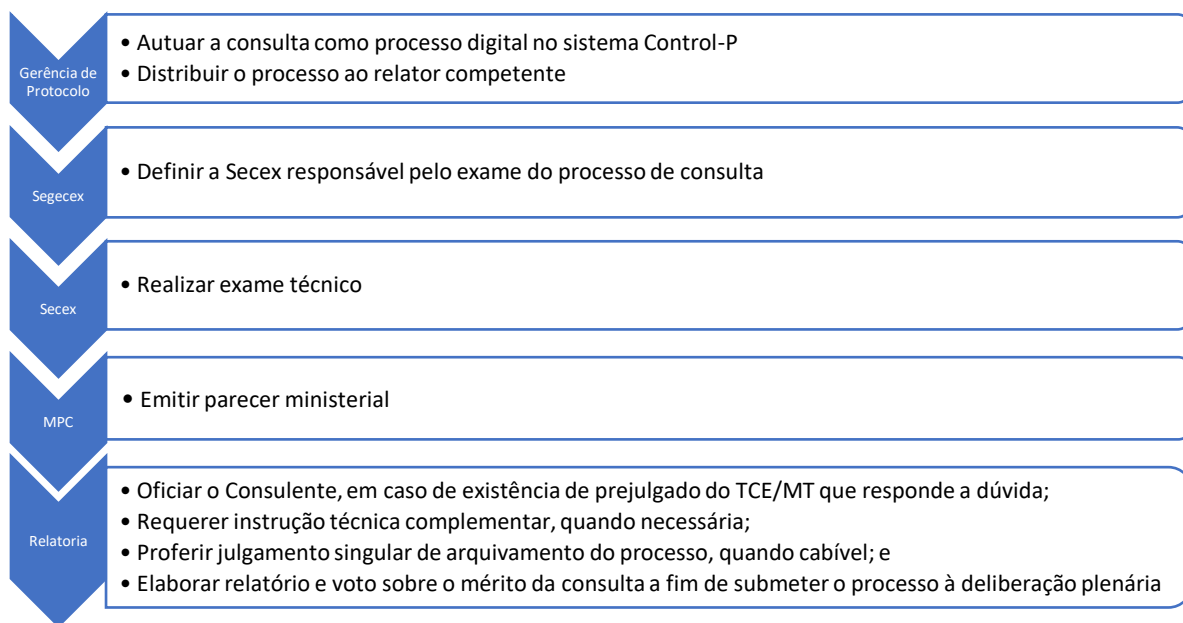 Gerência de
Protocolo
• Autuar a consulta como processo digital no sistema Control-P
• Distribuir o processo ao relator competente
Segecex
• Definir a Secex responsável pelo exame do processo de consulta
Secex
• Realizar exame técnico
MPC
• Emitir parecer ministerial
Relatoria
• Oficiar o Consulente, em caso de existência de prejulgado do TCE/MT que responde a dúvida;
• Requerer instrução técnica complementar, quando necessária;
• Proferir julgamento singular de arquivamento do processo, quando cabível; e
• Elaborar relatório e voto sobre o mérito da consulta a fim de submeter o processo à deliberação plenária